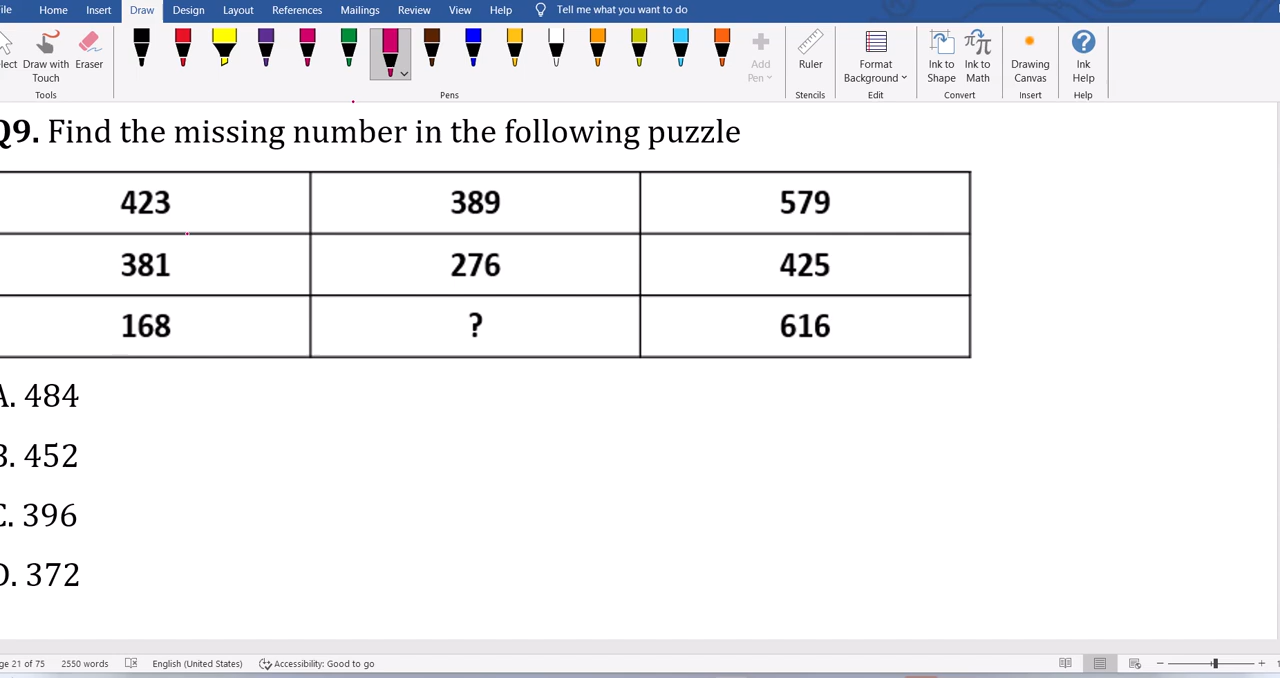 ile Home Insert Draw Design Layout References Mailings Review View Help Tell me what you want to do
lect Draw with Touch Eraser Add Pen Ruler Format Background Ink to Shape Ink to Math Drawing Canvas Ink Help
Tools Pens Stencils Edit Convert Insert Help
Q9. Find the missing number in the following puzzle
423 389 579
381 276 425
168 ? 616
A. 484
B. 452
C. 396
D. 372
ge 21 of 75 2550 words English (United States) Accessibility: Good to go